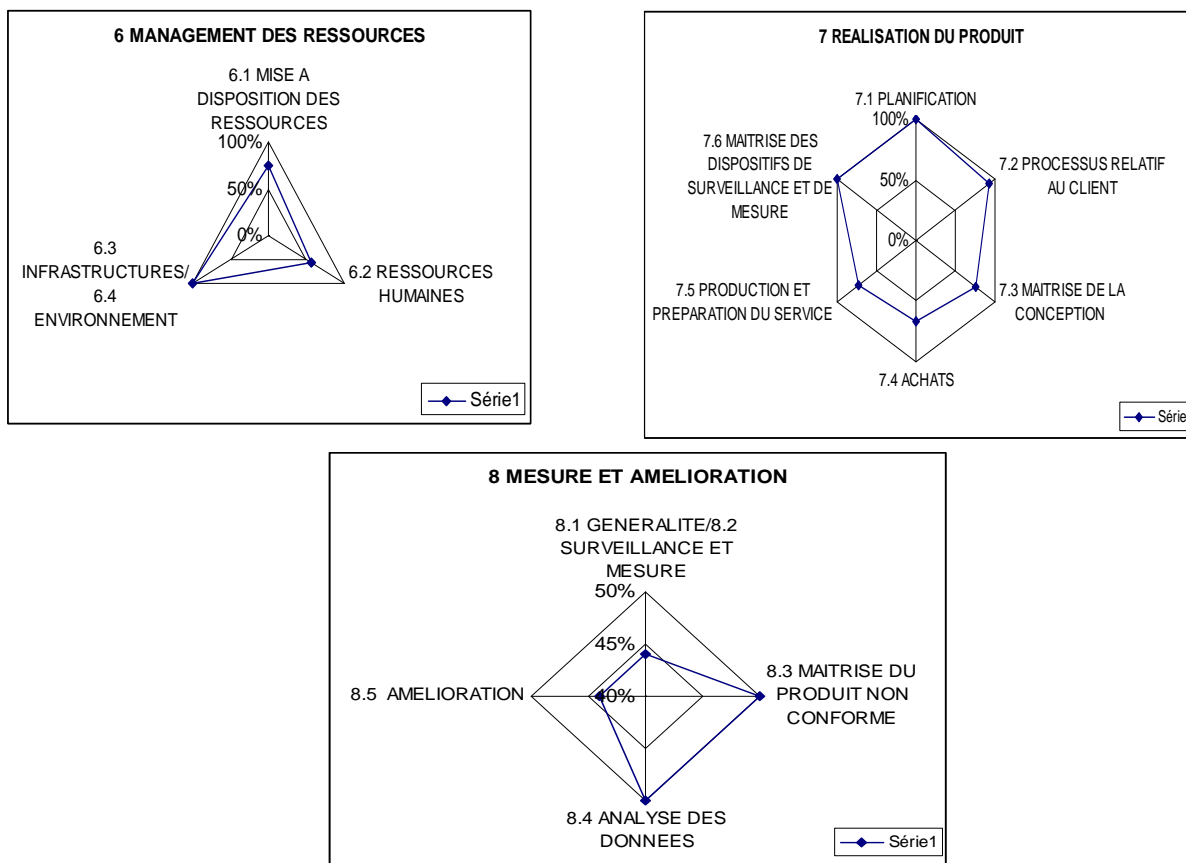 6 MANAGEMENT DES RESSOURCES
6.1 MISE A
DISPOSITION DES
RESSOURCES
100%
50%
0%
6.3
INFRASTRUCTURES/
6.4
ENVIRONNEMENT
6.2 RESSOURCES
HUMAINES
Série1
7 REALISATION DU PRODUIT
7.1 PLANIFICATION
100%
7.6 MAITRISE DES
DISPOSITIFS DE
SURVEILLANCE ET DE
MESURE
7.2 PROCESSUS RELATIF
AU CLIENT
50%
0%
7.5 PRODUCTION ET
PREPARATION DU SERVICE
7.3 MAITRISE DE LA
CONCEPTION
7.4 ACHATS
Série
8 MESURE ET AMELIORATION
8.1 GENERALITE/8.2
SURVEILLANCE ET
MESURE
50%
45%
40%
8.5 AMELIORATION
8.3 MAITRISE DU
PRODUIT NON
CONFORME
8.4 ANALYSE DES
DONNEES
Série1